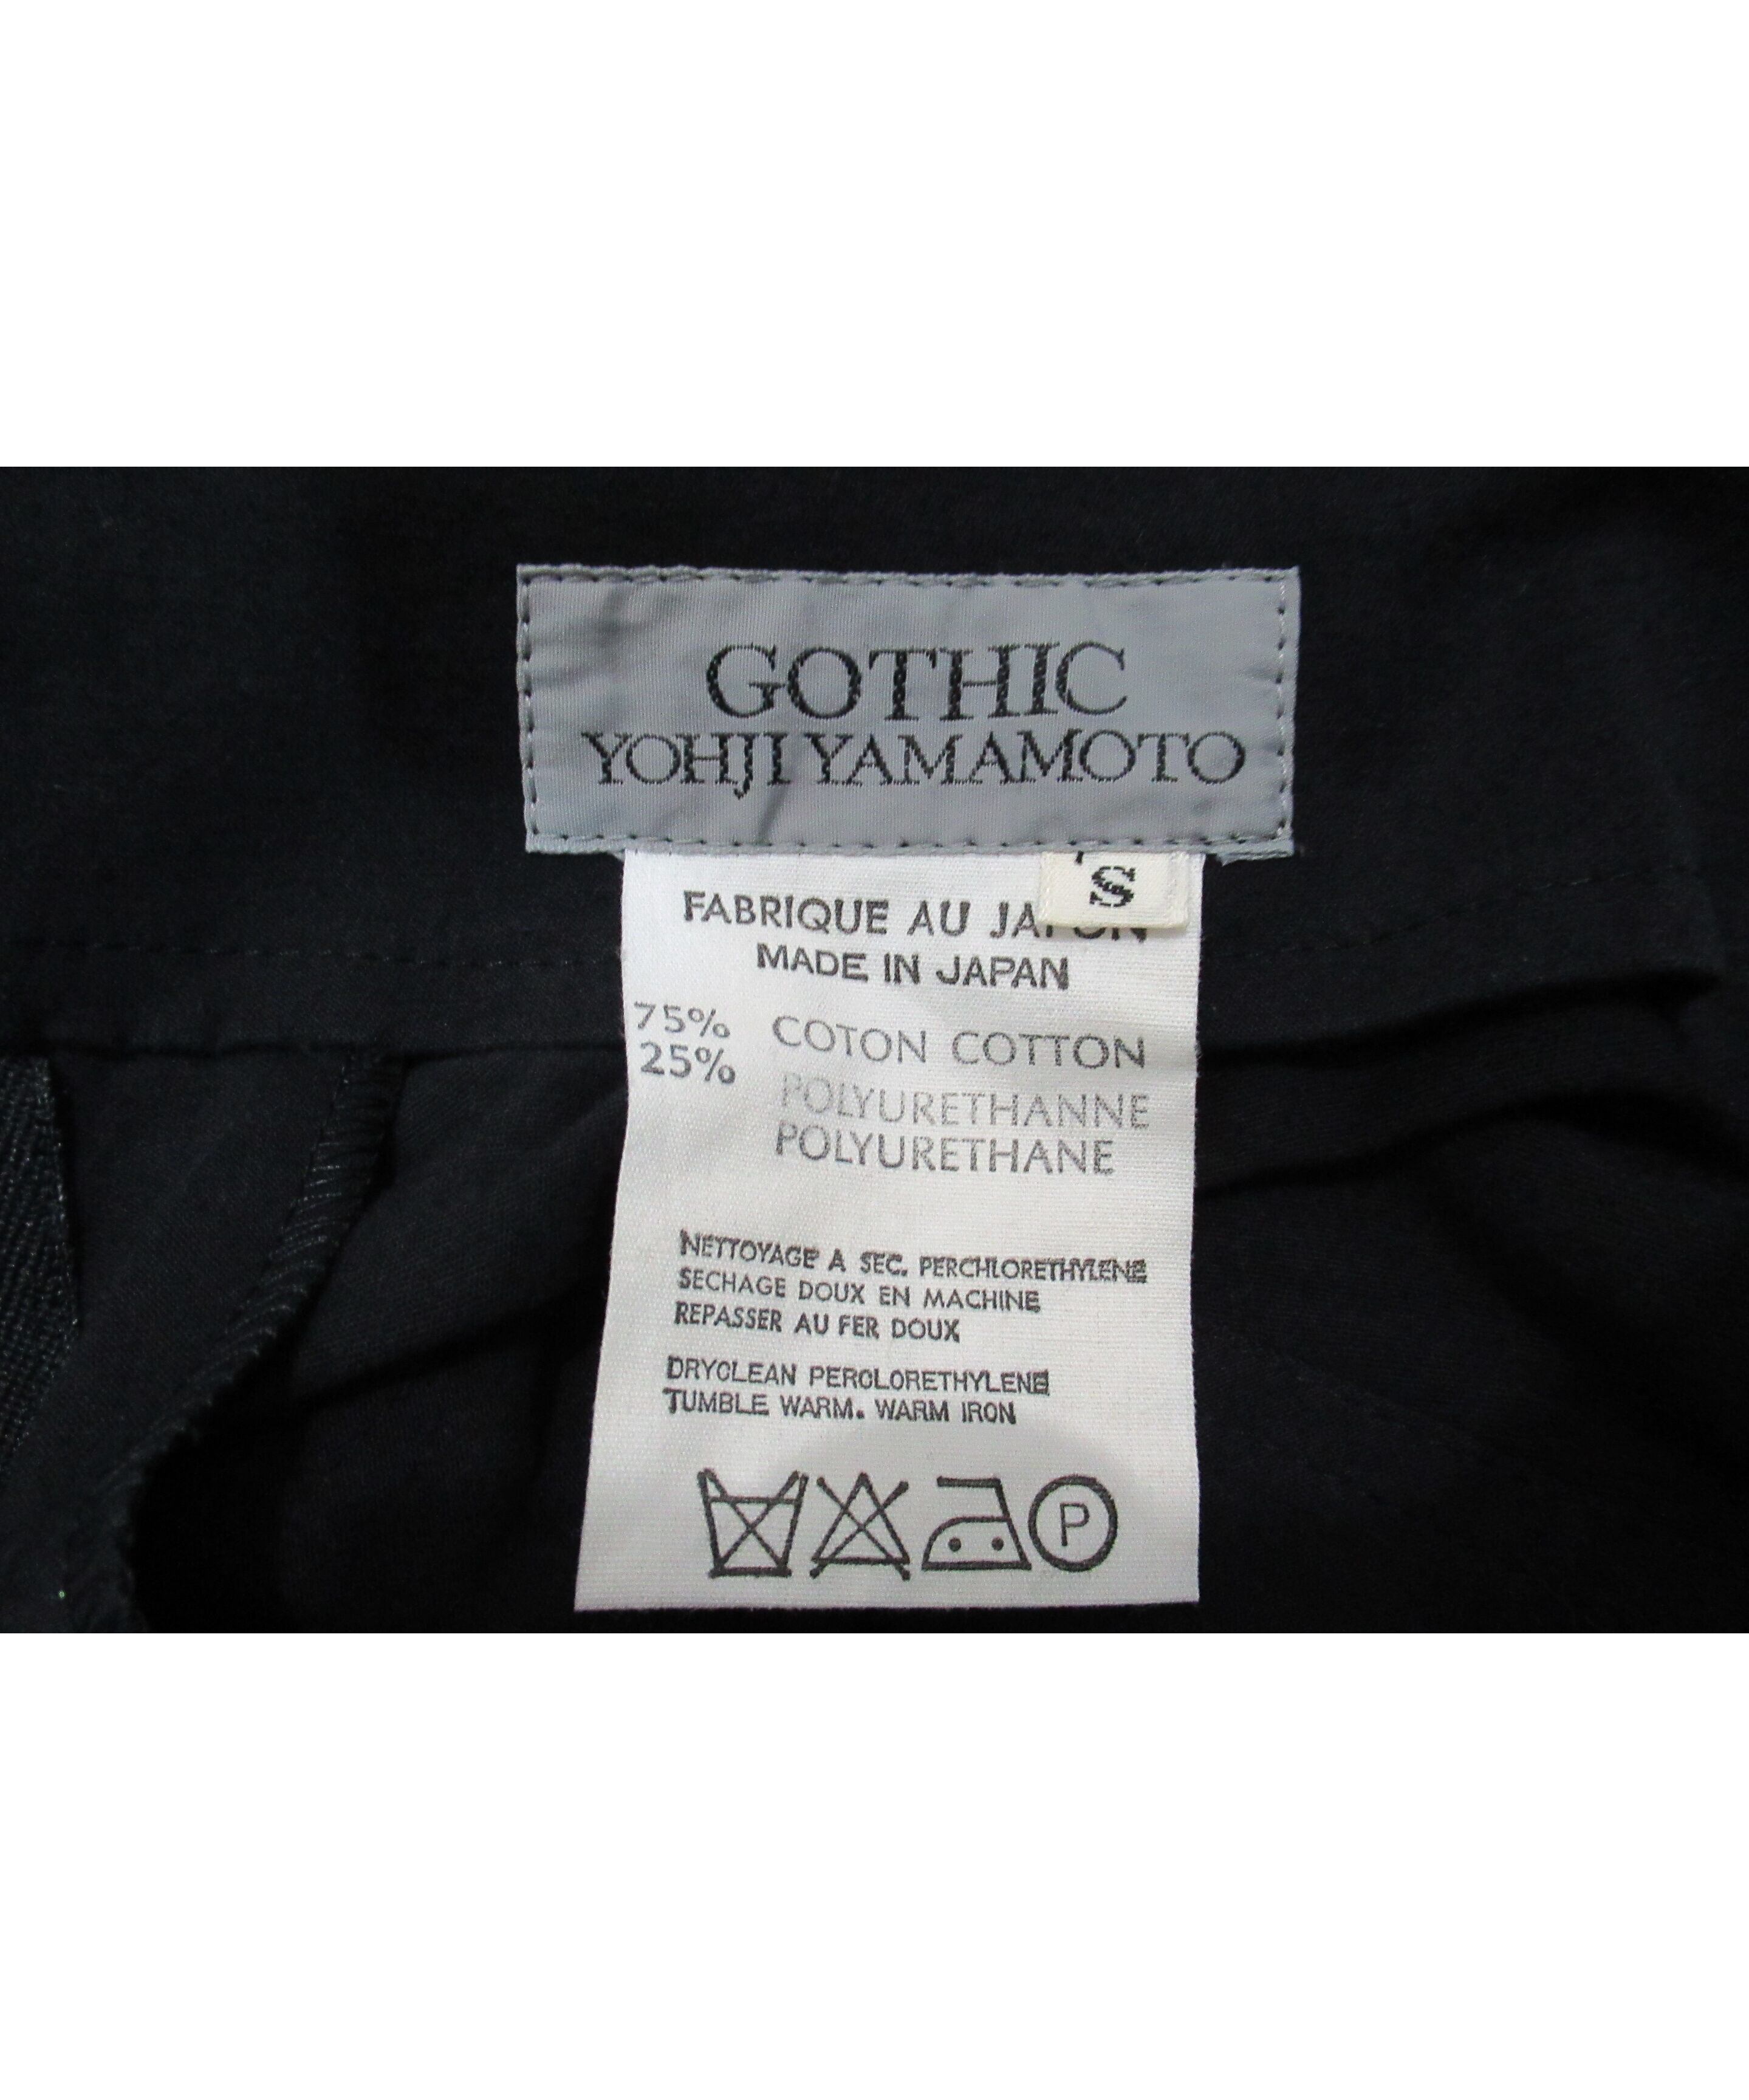 GOTHIC
YOHJI YAMAMOTO
S
FABRIQUE AU JAPON
MADE IN JAPAN
75% COTON COTTON
25% POLYURETHANNE
POLYURETHANE
NETTOYAGE A SEC. PERCHLORETHYLENE
SECHAGE DOUX EN MACHINE
REPASSER AU FER DOUX
DRYCLEAN PERCLORETHYLENE
TUMBLE WARM. WARM IRON
P